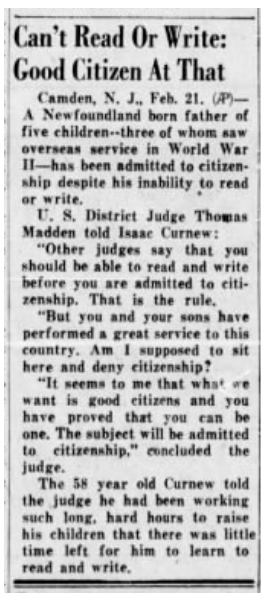 Can't Read Or Write:
Good Citizen At That
Camden, N. J., Feb. 21. (AP)—
A Newfoundland born father of
five children--three of whom saw
overseas service in World War
II—has been admitted to citizen-
ship despite his inability to read
or write.
U. S. District Judge Thomas
Madden told Isaac Curnew:
"Other judges say that you
should be able to read and write
before you are admitted to citi-
zenship. That is the rule.
"But you and your sons have
performed a great service to this
country. Am I supposed to sit
here and deny citizenship?
"It seems to me that what we
want is good citizens and you
have proved that you can be
one. The subject will be admitted
to citizenship," concluded the
judge.
The 58 year old Curnew told
the judge he had been working
such long, hard hours to raise
his children that there was little
time left for him to learn to
read and write.